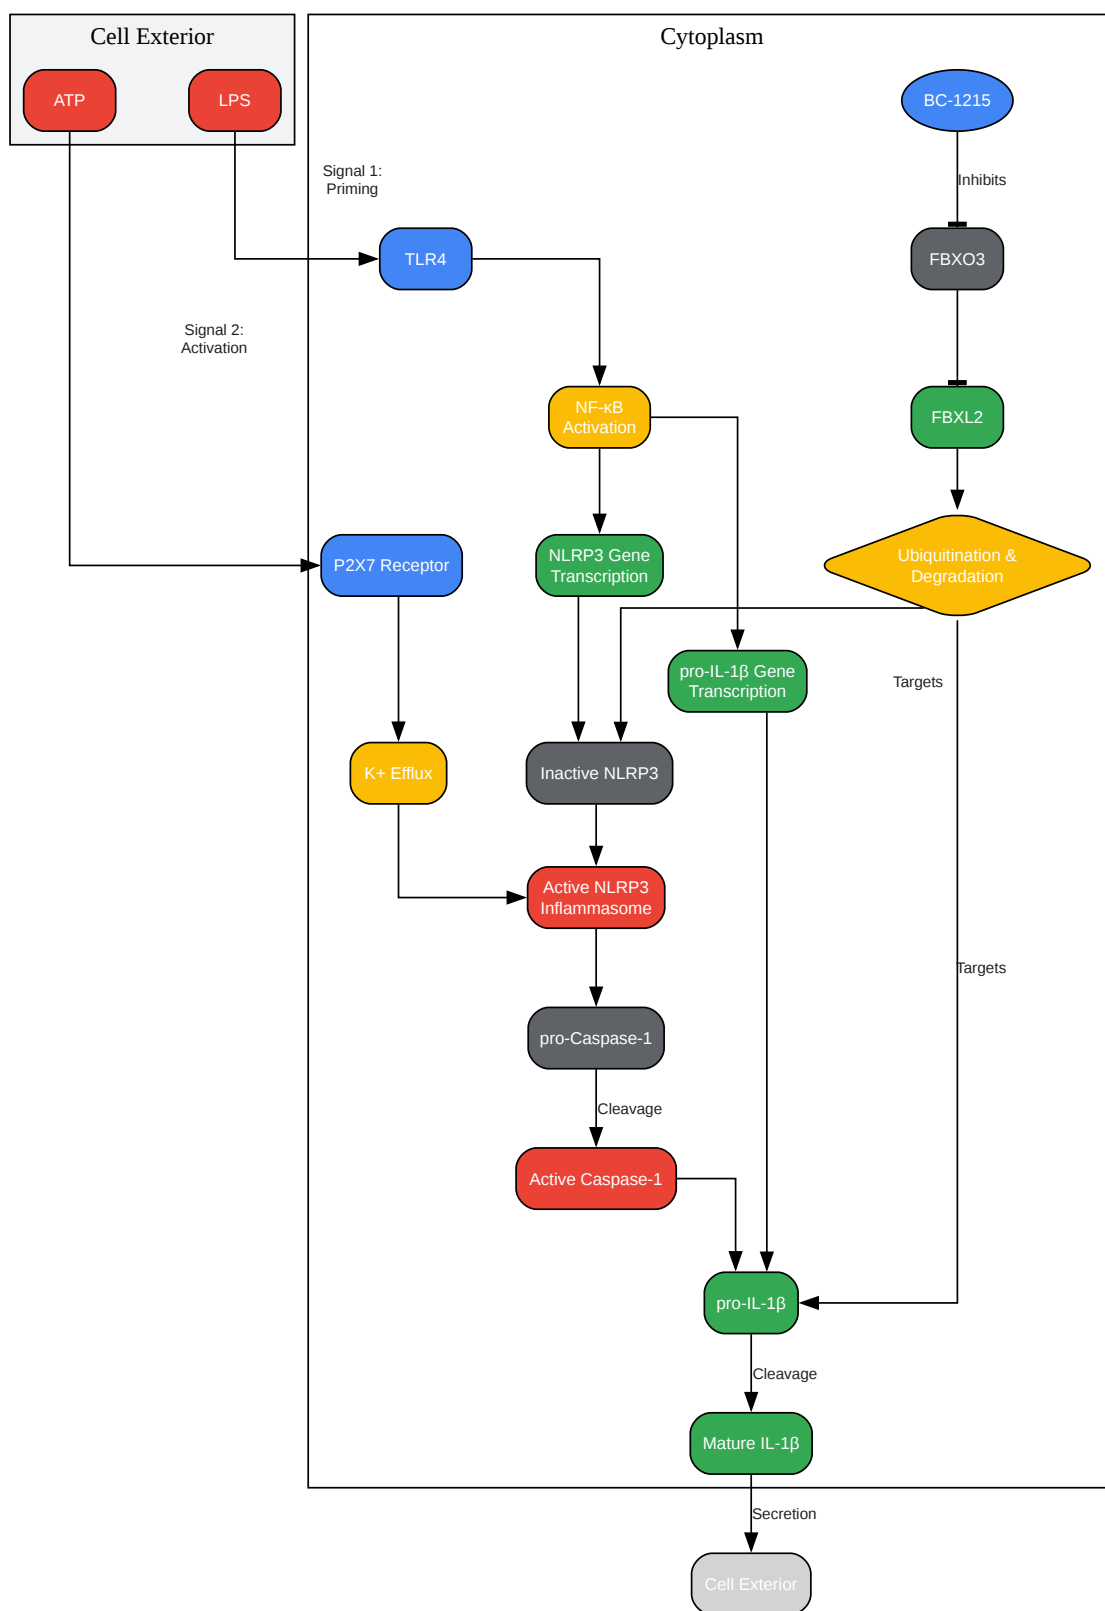 Cell Exterior
Cytoplasm
ATP
LPS
BC-1215
Signal 1:
Priming
Inhibits
TLR4
FBXO3
Signal 2:
Activation
NF-κB
Activation
FBXL2
P2X7 Receptor
NLRP3 Gene
Transcription
Ubiquitination &
Degradation
pro-IL-1β Gene
Transcription
Targets
K+ Efflux
Inactive NLRP3
Active NLRP3
Inflammasome
Targets
pro-Caspase-1
Cleavage
Active Caspase-1
pro-IL-1β
Cleavage
Mature IL-1β
Secretion
Cell Exterior